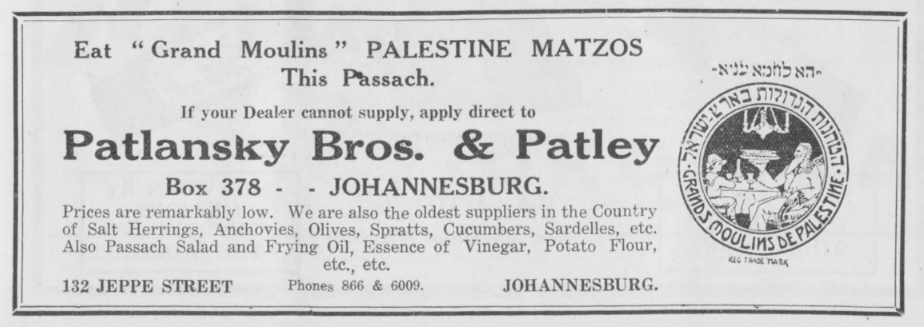 Eat "Grand Moulins" PALESTINE MATZOS
This Passach.
If your Dealer cannot supply, apply direct to
Patlansky Bros. & Patley
Box 378 - - JOHANNESBURG.
Prices are remarkably low. We are also the oldest suppliers in the Country
of Salt Herrings, Anchovies, Olives, Spratts, Cucumbers, Sardelles, etc.
Also Passach Salad and Frying Oil, Essence of Vinegar, Potato Flour,
etc., etc.
132 JEPPE STREET Phones 866 & 6009. JOHANNESBURG.
-הא לחמא עניא-
הטחנות הגדולות בארץ ישראל
GRANDS MOULINS DE PALESTINE
REG TRADE MARK